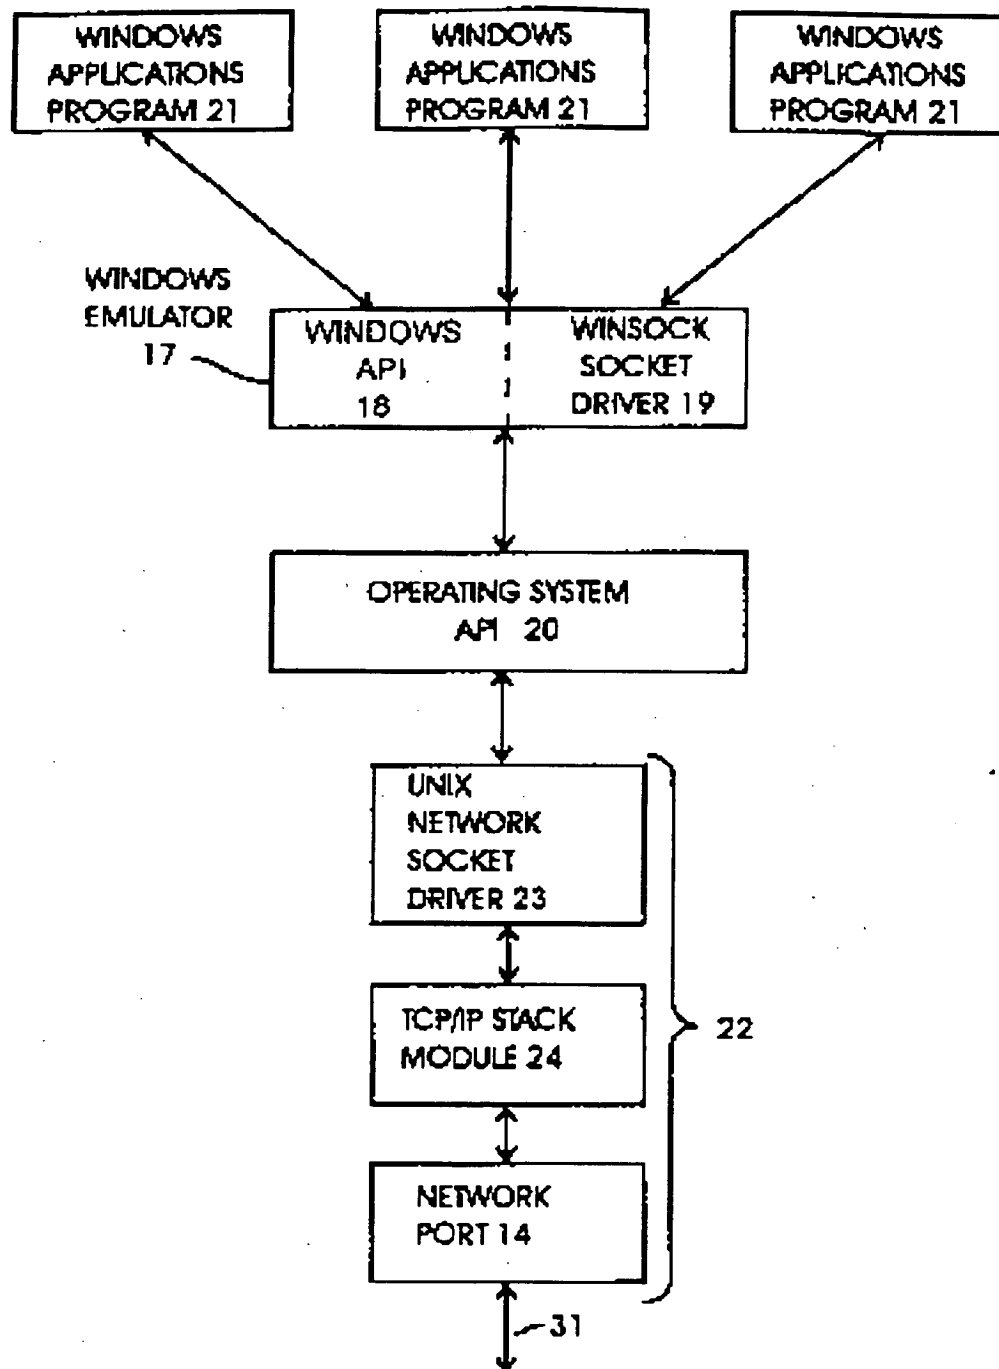 WINDOWS
APPLICATIONS
PROGRAM 21
WINDOWS
APPLICATIONS
PROGRAM 21
WINDOWS
APPLICATIONS
PROGRAM 21
WINDOWS
EMULATOR
17
WINDOWS
API
18
WINSOCK
SOCKET
DRIVER 19
OPERATING SYSTEM
API 20
UNIX
NETWORK
SOCKET
DRIVER 23
TCP/IP STACK
MODULE 24
22
NETWORK
PORT 14
31